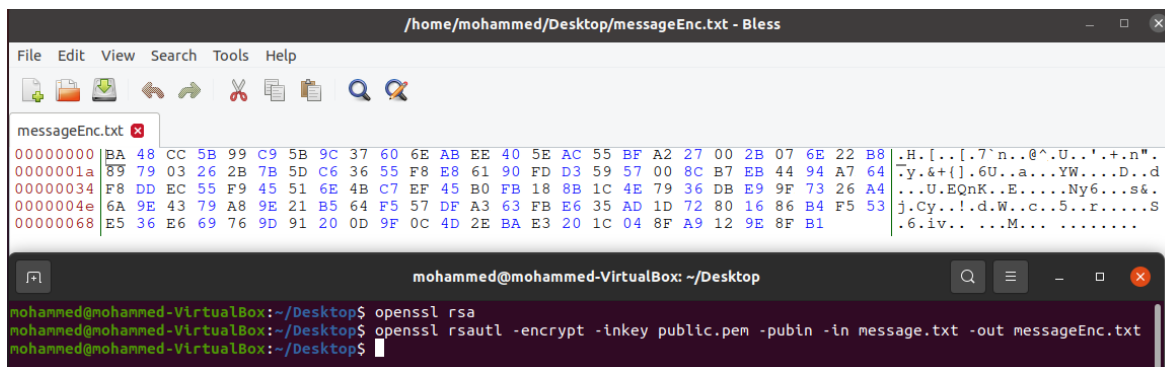 /home/mohammed/Desktop/messageEnc.txt - Bless
File Edit View Search Tools Help
messageEnc.txt
00000000 BA 48 CC 5B 99 C9 5B 9C 37 60 6E AB EE 40 5E AC 55 BF A2 27 00 2B 07 6E 22 B8 .H.[..[.7`n..@^.U..'.+.n".
0000001a 89 79 03 26 2B 7B 5D C6 36 55 F8 E8 61 90 FD D3 59 57 00 8C B7 EB 44 94 A7 64 .y.&+{].6U..a...YW....D..d
00000034 F8 DD EC 55 F9 45 51 6E 4B C7 EF 45 B0 FB 18 8B 1C 4E 79 36 DB E9 9F 73 26 A4 ...U.EQnK..E.....Ny6...s&.
0000004e 6A 9E 43 79 A8 9E 21 B5 64 F5 57 DF A3 63 FB E6 35 AD 1D 72 80 16 86 B4 F5 53 j.Cy..!.d.W..c..5..r.....S
00000068 E5 36 E6 69 76 9D 91 20 0D 9F 0C 4D 2E BA E3 20 1C 04 8F A9 12 9E 8F B1 .6.iv.. ...M... ........
mohammed@mohammed-VirtualBox: ~/Desktop
mohammed@mohammed-VirtualBox:~/Desktop$ openssl rsa
mohammed@mohammed-VirtualBox:~/Desktop$ openssl rsautl -encrypt -inkey public.pem -pubin -in message.txt -out messageEnc.txt
mohammed@mohammed-VirtualBox:~/Desktop$